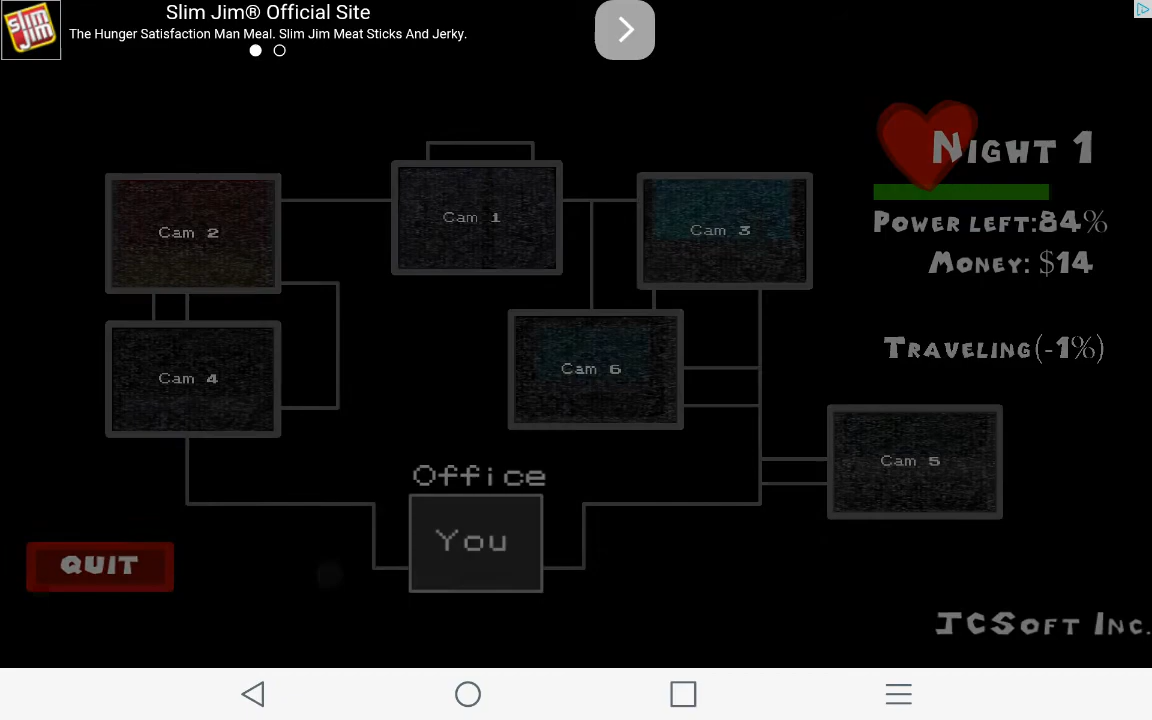 SLIM JIM
Slim Jim® Official Site
The Hunger Satisfaction Man Meal. Slim Jim Meat Sticks And Jerky.
NIGHT 1
POWER LEFT:84%
MONEY: $14
TRAVELING(-1%)
Cam 1
Cam 2
Cam 3
Cam 4
Cam 6
Cam 5
Office
You
QUIT
JCSOFT INC.